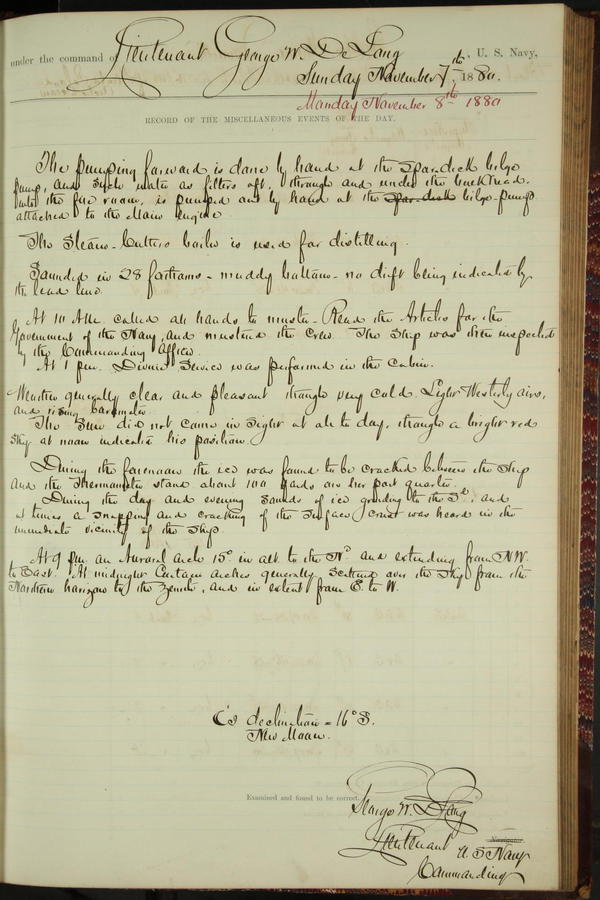 under the command of Lieutenant George W. De Long, U. S. Navy,
Sunday November 7th, 1880.
Monday November 8th 1880
RECORD OF THE MISCELLANEOUS EVENTS OF THE DAY.
The pumping forward is done by hand at the spar-deck bilge
pump, and such water as filters aft, through and under the bulkhead
into the fire room, is pumped out by hand at the spar-deck bilge pump
attached to the Main Engine
The Steam-Cutters boiler is used for distilling.
Sounded in 28 fathoms - muddy bottom - no drift being indicated by
the lead line.
At 10 A.M. called all hands to muster - Read the Articles for the
Government of the Navy, and mustered the crew. The Ship was then inspected
by the Commanding Officer.
At 1 p.m. Divine Service was performed in the Cabin.
Weather generally clear and pleasant though very cold. Light Westerly airs,
and rising barometer.
The Sun did not come in sight at all to day, though a bright red
sky at noon indicated his position.
During the forenoon the ice was found to be cracked between the Ship
and the Thermometer stand about 100 yards on her port quarter.
During the day and evening sounds of ice grinding to the Sd, and
at times a snapping and cracking of the surface crust was heard in the
immediate vicinity of the Ship.
At 9 p.m. an Auroral arch 15° in alt. to the Nd and extending from N.W.
to East. At midnight Curtain arches generally scattered over the Ship from the
Northern horizon to the Zenith, and in extent from E. to W.
☾'s declination = 16° S.
New Moon.
Examined and found to be correct.
George W. De Long
Lieutenant U.S. Navy
Navigator.
Commanding